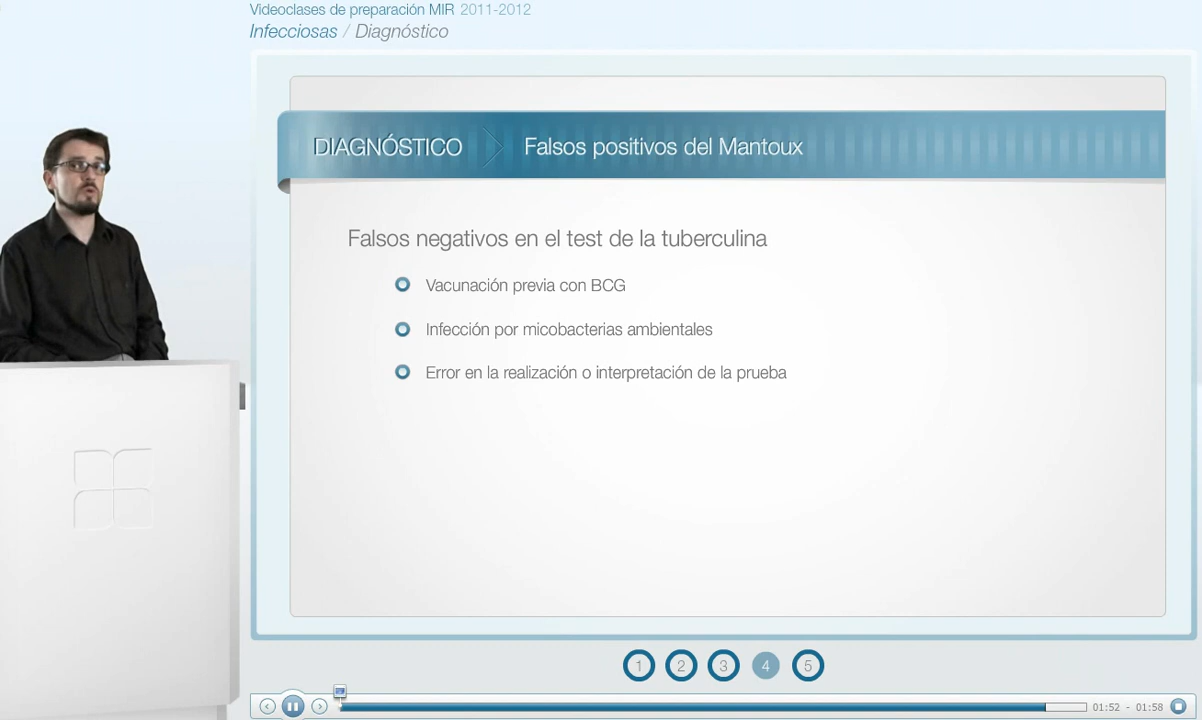 Videoclases de preparación MIR 2011-2012
Infecciosas / Diagnóstico
DIAGNÓSTICO Falsos positivos del Mantoux
Falsos negativos en el test de la tuberculina
Vacunación previa con BCG
Infección por micobacterias ambientales
Error en la realización o interpretación de la prueba
1 2 3 4 5
01:52 - 01:58